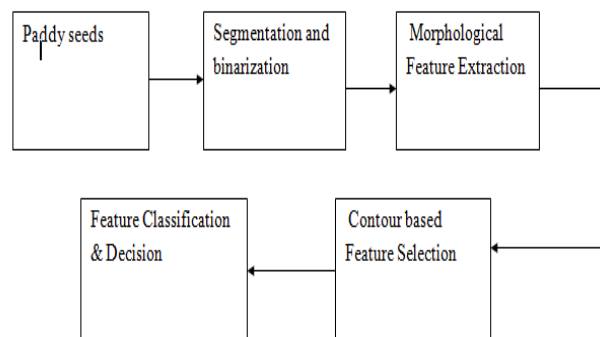 Paddy seeds
Segmentation and
binarization
Morphological
Feature Extraction
Contour based
Feature Selection
Feature Classification
& Decision